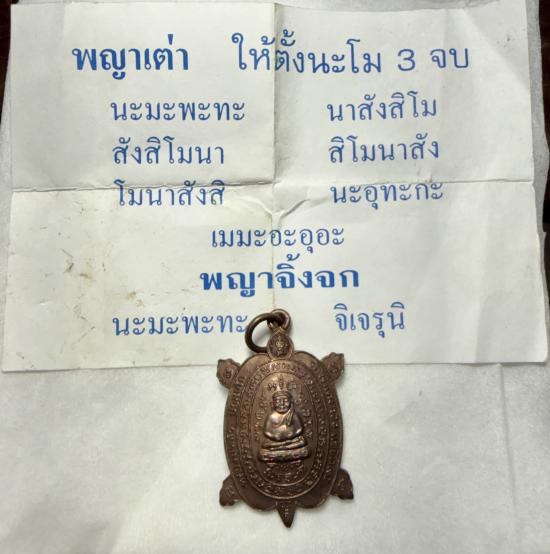 พญาเต่า ให้ตั้งนะโม 3 จบ
นะมะพะทะ นาสังสิโม
สังสิโมนา สิโมนาสัง
โมนาสังสิ นะอุทะกะ
เมมะอะอุอะ
พญาจิ้งจก
นะมะพะทะ จิเจรุนิ